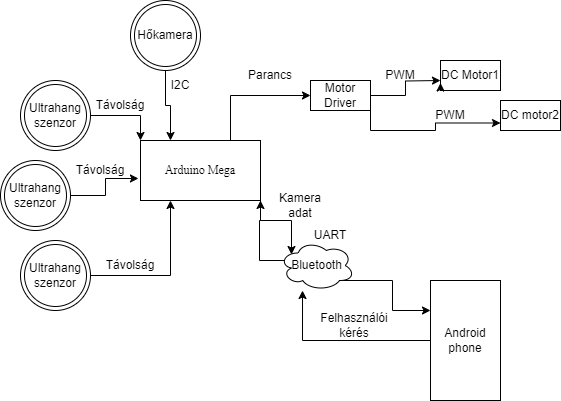 Hőkamera
I2C
Parancs
PWM
DC Motor1
Motor
Driver
PWM
DC motor2
Ultrahang
szenzor
Távolság
Ultrahang
szenzor
Távolság
Arduino Mega
Ultrahang
szenzor
Távolság
Kamera
adat
UART
Bluetooth
Felhasználói
kérés
Android
phone